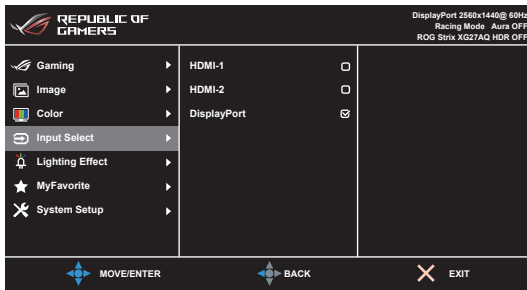 REPUBLIC OF
GAMERS
DisplayPort 2560x1440@ 60Hz
Racing Mode Aura OFF
ROG Strix XG27AQ HDR OFF
Gaming
Image
Color
Input Select
Lighting Effect
MyFavorite
System Setup
HDMI-1
HDMI-2
DisplayPort
MOVE/ENTER
BACK
EXIT